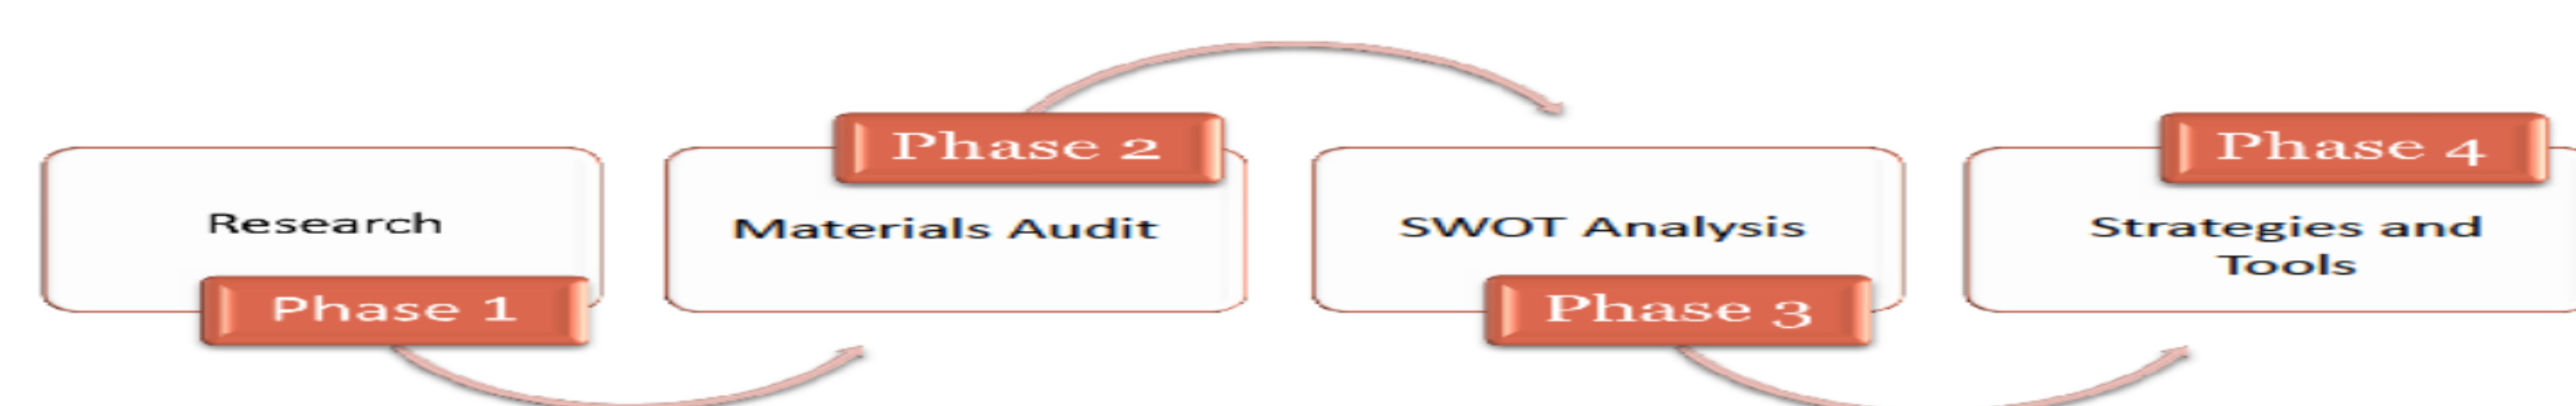 Research
Phase 1
Phase 2
Materials Audit
SWOT Analysis
Phase 3
Phase 4
Strategies and
Tools